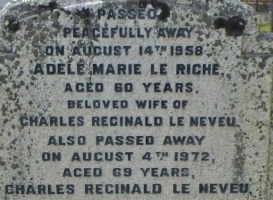 PASSED
PEACEFULLY AWAY
ON AUGUST 14TH 1958.
ADÈLE MARIE LE RICHE,
AGED 60 YEARS,
BELOVED WIFE OF
CHARLES REGINALD LE NEVEU.
ALSO PASSED AWAY
ON AUGUST 4TH 1972,
AGED 69 YEARS,
CHARLES REGINALD LE NEVEU,